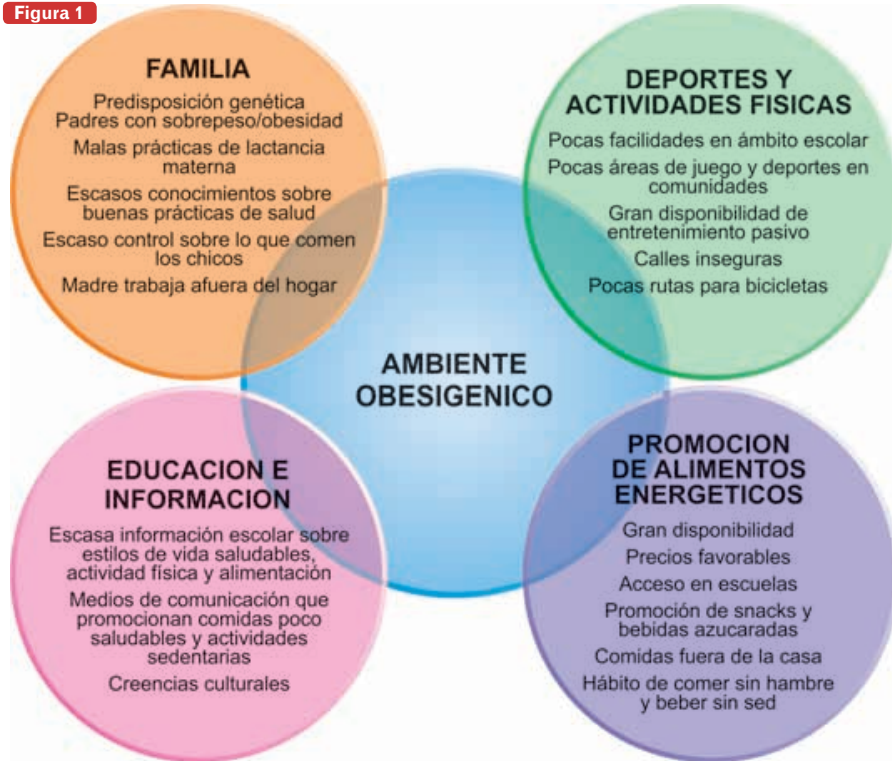 Figura 1
FAMILIA
Predisposición genética
Padres con sobrepeso/obesidad
Malas prácticas de lactancia
materna
Escasos conocimientos sobre
buenas prácticas de salud
Escaso control sobre lo que comen
los chicos
Madre trabaja afuera del hogar
DEPORTES Y
ACTIVIDADES FISICAS
Pocas facilidades en ámbito escolar
Pocas áreas de juego y deportes en
comunidades
Gran disponibilidad de
entretenimiento pasivo
Calles inseguras
Pocas rutas para bicicletas
AMBIENTE
OBESIGENICO
EDUCACION E
INFORMACION
Escasa información escolar sobre
estilos de vida saludables,
actividad física y alimentación
Medios de comunicación que
promocionan comidas poco
saludables y actividades
sedentarias
Creencias culturales
PROMOCION
DE ALIMENTOS
ENERGETICOS
Gran disponibilidad
Precios favorables
Acceso en escuelas
Promoción de snacks y
bebidas azucaradas
Comidas fuera de la casa
Hábito de comer sin hambre
y beber sin sed